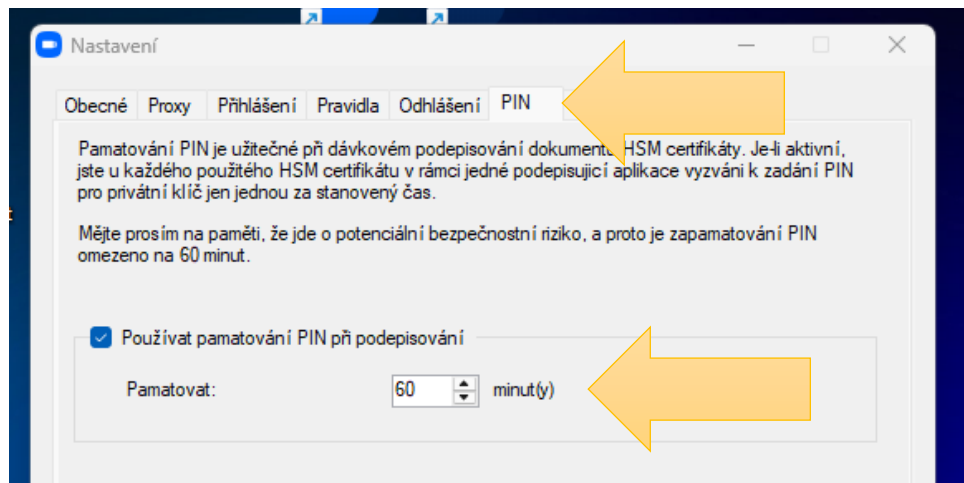 Nastavení
Obecné Proxy Přihlášení Pravidla Odhlášení PIN
Pamatování PIN je užitečné při dávkovém podepisování dokumentu HSM certifikáty. Je-li aktivní,
jste u každého použitého HSM certifikátu v rámci jedné podepisujicí aplikace vyzváni k zadání PIN
pro privátní klíč jen jednou za stanovený čas.
Mějte prosím na paměti, že jde o potenciální bezpečnostní riziko, a proto je zapamatování PIN
omezeno na 60 minut.
Používat pamatování PIN při podepisování
Pamatovat: 60 minut(y)